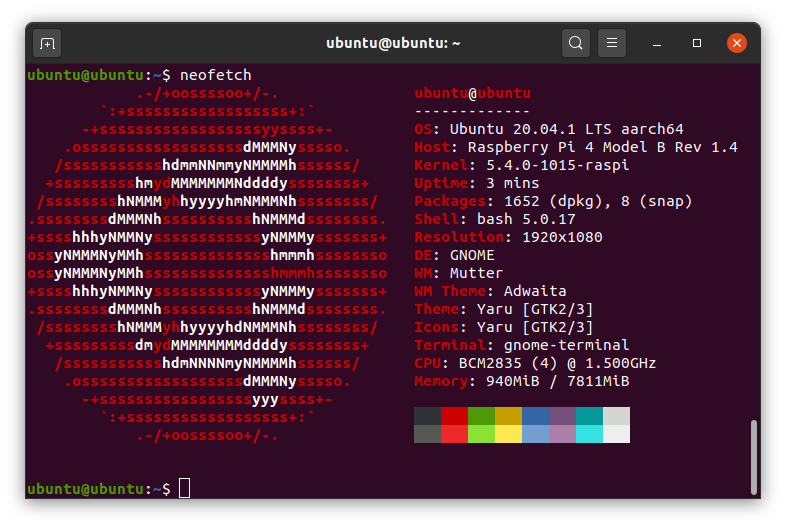 ubuntu@ubuntu: ~
ubuntu@ubuntu:~$ neofetch
            .-/+oossssoo+/-.               ubuntu@ubuntu
        `:+ssssssssssssssssss+:`           -------------
      -+ssssssssssssssssssyyssss+-         OS: Ubuntu 20.04.1 LTS aarch64
    .ossssssssssssssssssdMMMNysssso.       Host: Raspberry Pi 4 Model B Rev 1.4
   /ssssssssssshdmmNNmmyNMMMMhssssss/      Kernel: 5.4.0-1015-raspi
  +ssssssssshmydMMMMMMMNddddyssssssss+     Uptime: 3 mins
 /sssssssshNMMMyhhyyyyhmNMMMNhssssssss/    Packages: 1652 (dpkg), 8 (snap)
.ssssssssdMMMNhsssssssssshNMMMdssssssss.   Shell: bash 5.0.17
+sssshhhyNMMNyssssssssssssyNMMMysssssss+   Resolution: 1920x1080
ossyNMMMNyMMhsssssssssssssshmmmhssssssso   DE: GNOME
ossyNMMMNyMMhsssssssssssssshmmmhssssssso   WM: Mutter
+sssshhhyNMMNyssssssssssssyNMMMysssssss+   WM Theme: Adwaita
.ssssssssdMMMNhsssssssssshNMMMdssssssss.   Theme: Yaru [GTK2/3]
 /sssssssshNMMMyhhyyyyhdNMMMNhssssssss/    Icons: Yaru [GTK2/3]
  +sssssssssdmydMMMMMMMMddddyssssssss+     Terminal: gnome-terminal
   /ssssssssssshdmNNNNmyNMMMMhssssss/      CPU: BCM2835 (4) @ 1.500GHz
    .ossssssssssssssssssdMMMNysssso.       Memory: 940MiB / 7811MiB
      -+sssssssssssssssssyyyssss+-
        `:+ssssssssssssssssss+:`
            .-/+oossssoo+/-.
ubuntu@ubuntu:~$